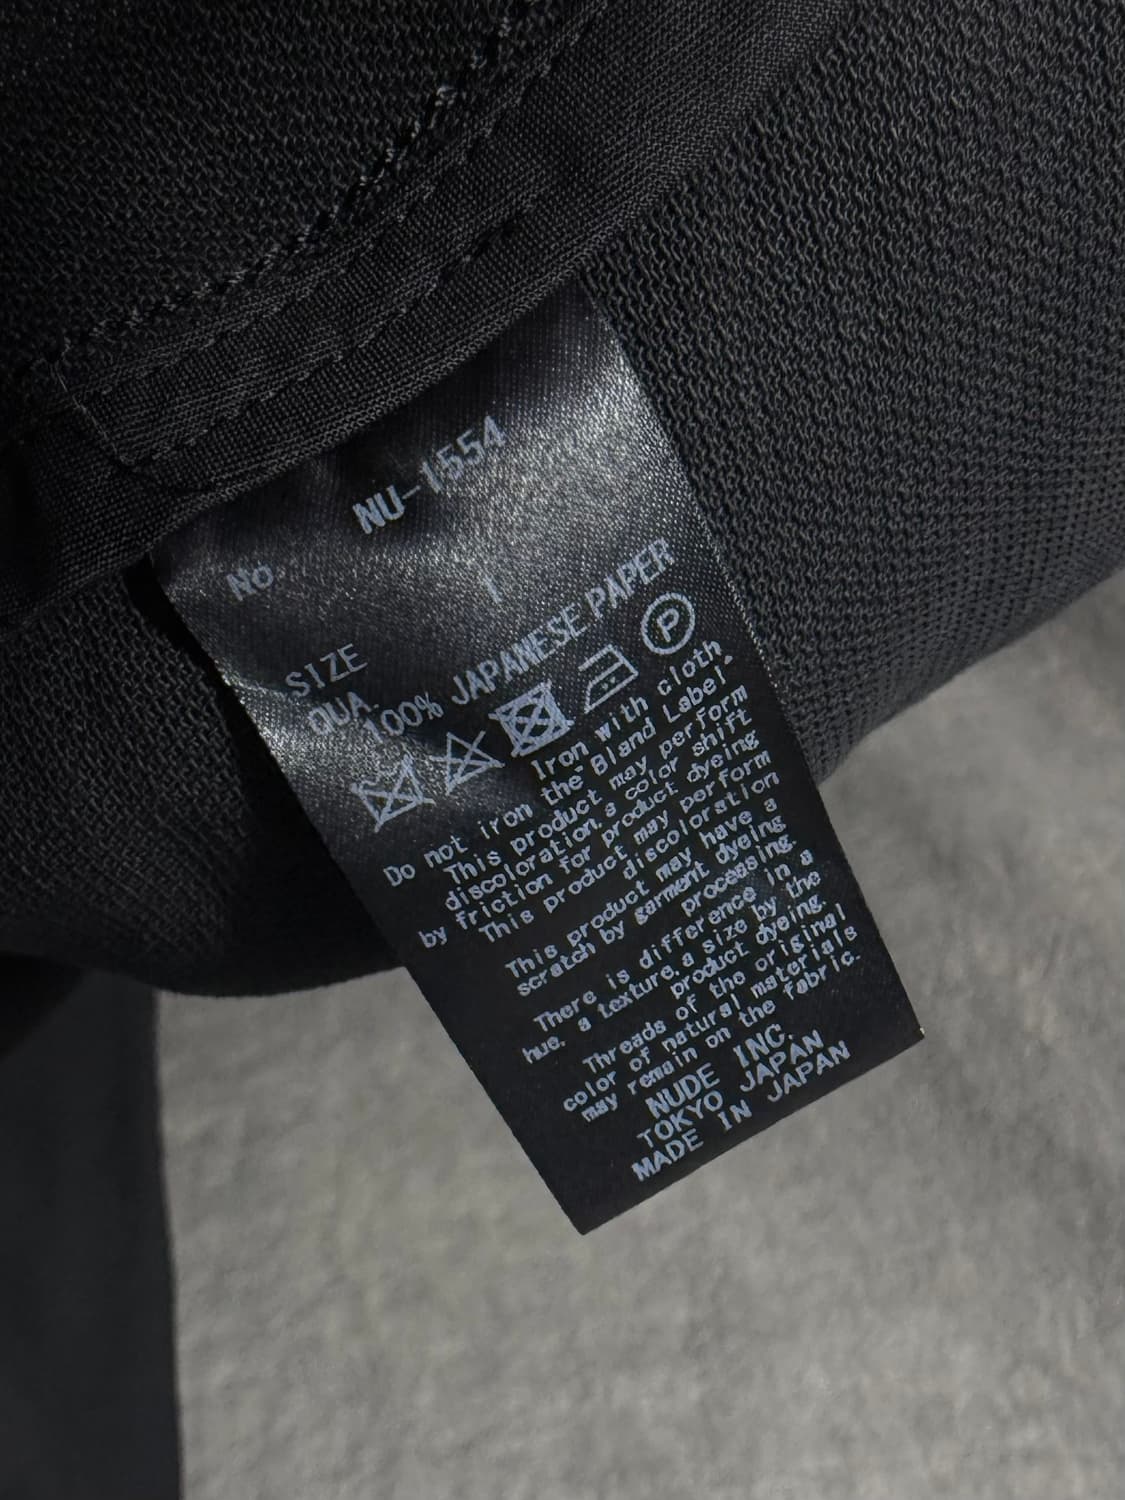 No. NU-1554
SIZE 1
QUA.
100% JAPANESE PAPER
P
Iron with cloth
Do not iron the "Bland Label".
This product may perform
discoloration, a color shift
by friction for product dyeing
This product may perform
discoloration
This product may have a
scratch by garment dyeing
processing.
There is difference in a
a texture, a size by the
hue. product dyeing.
Threads of the original
color of natural materials
may remain on the fabric.
NUDE INC.
TOKYO JAPAN
MADE IN JAPAN